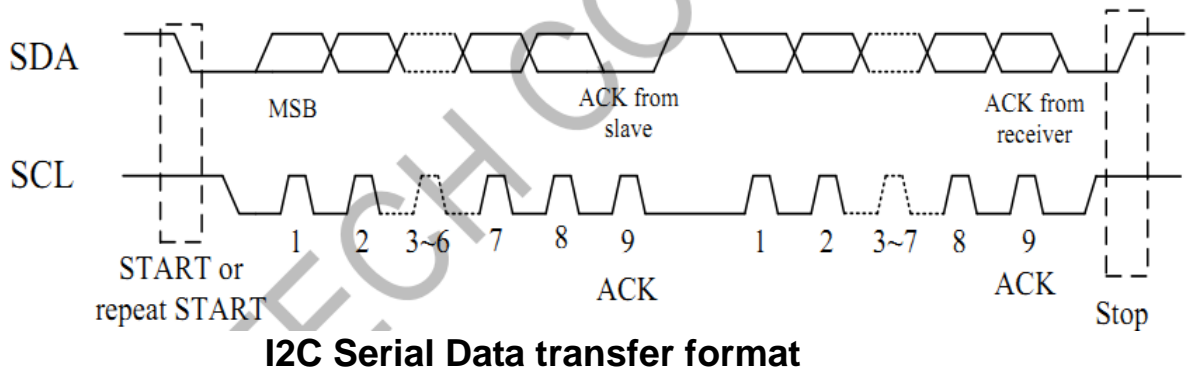 SDA
MSB
ACK from
slave
ACK from
receiver
SCL
1 2 3~6 7 8 9 1 2 3~7 8 9
START or
repeat START
ACK
ACK
Stop
I2C Serial Data transfer format